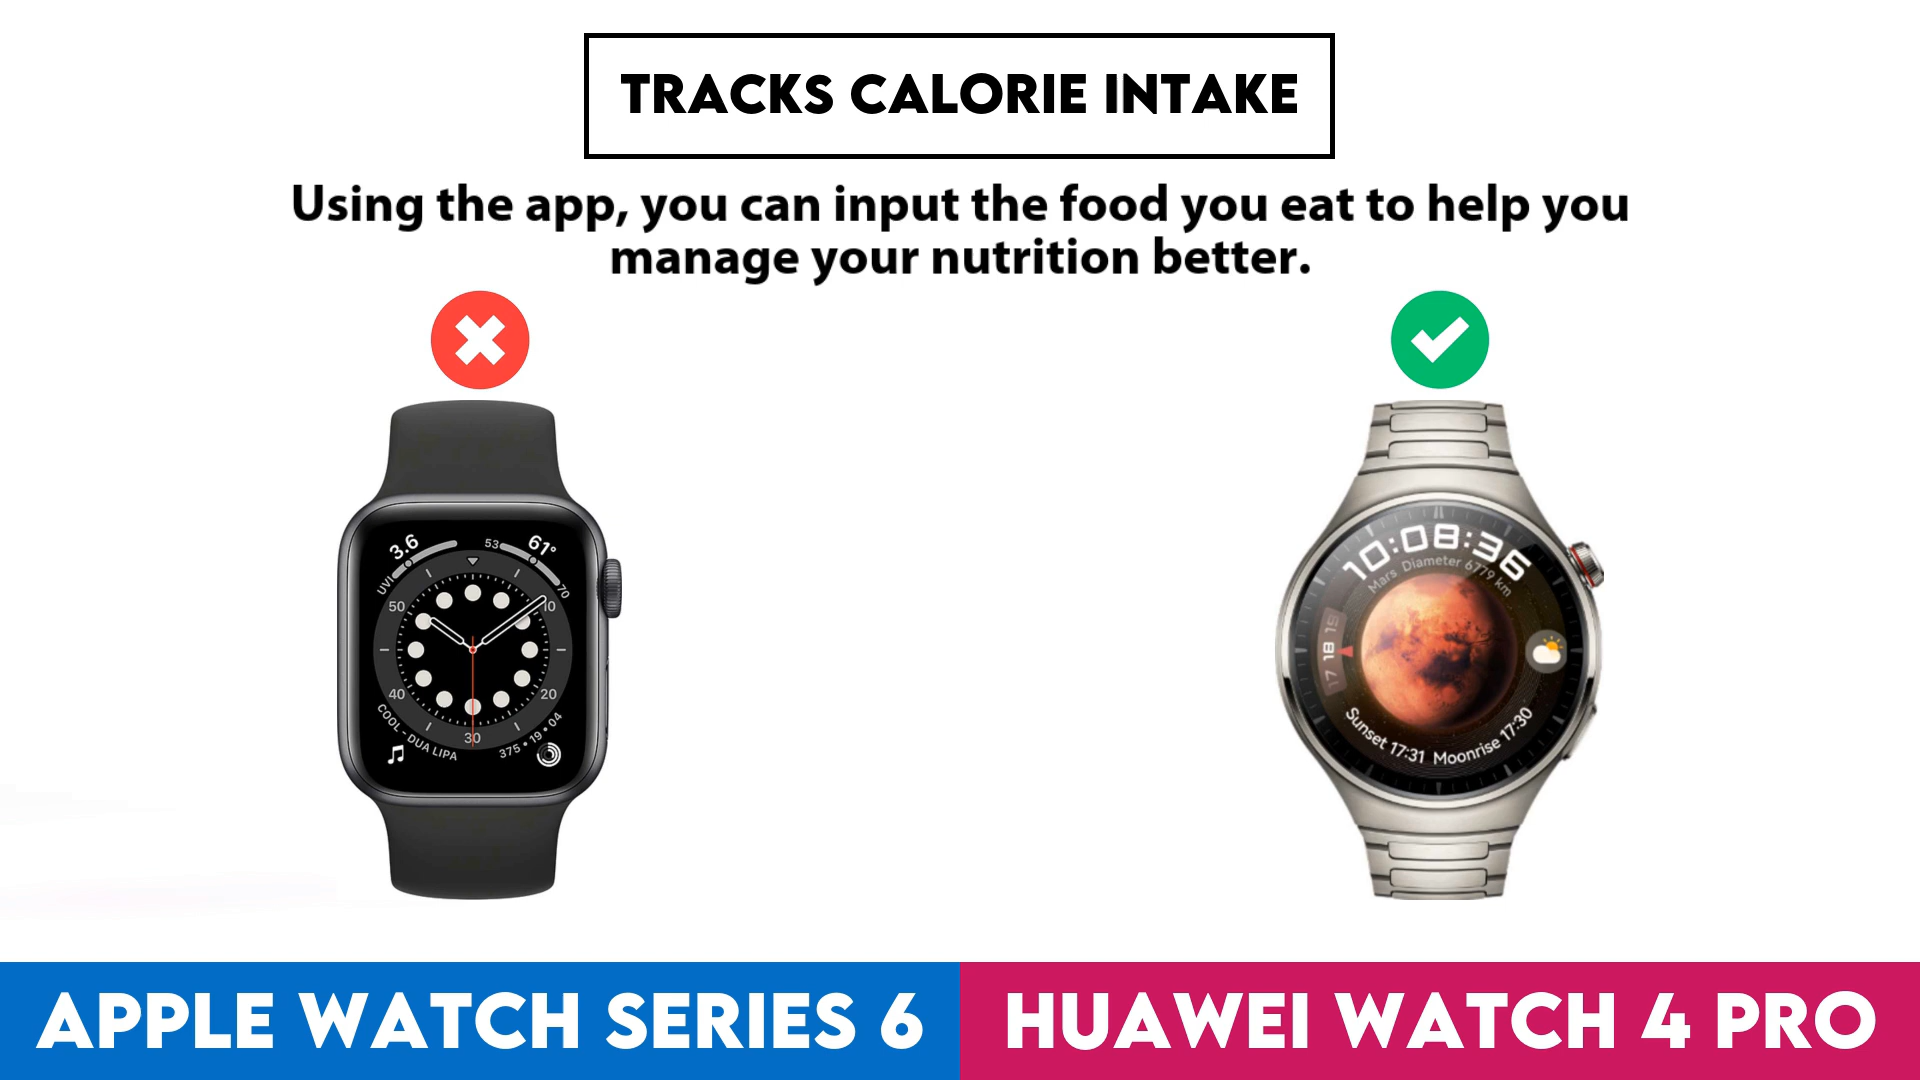 TRACKS CALORIE INTAKE
Using the app, you can input the food you eat to help you
manage your nutrition better.
3.6
UVI
53
61°
70
50
10
40
20
30
COOL - DUA LIPA
375 • 19 • 04
10:08:36
Mars Diameter 6779 km
17 18 19
Sunset 17:31 Moonrise 17:30
APPLE WATCH SERIES 6
HUAWEI WATCH 4 PRO